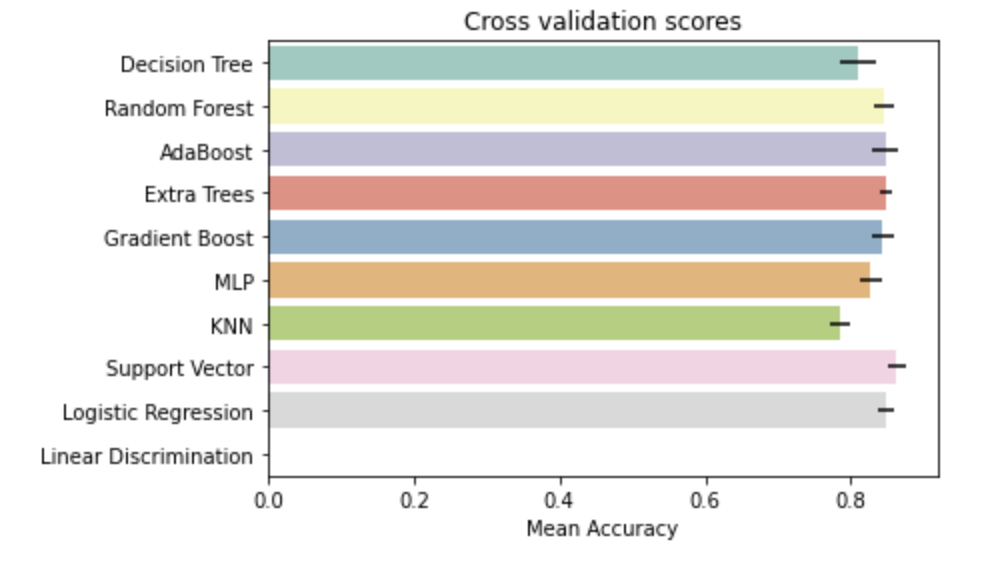 Cross validation scores
Decision Tree
Random Forest
AdaBoost
Extra Trees
Gradient Boost
MLP
KNN
Support Vector
Logistic Regression
Linear Discrimination
0.0 0.2 0.4 0.6 0.8
Mean Accuracy